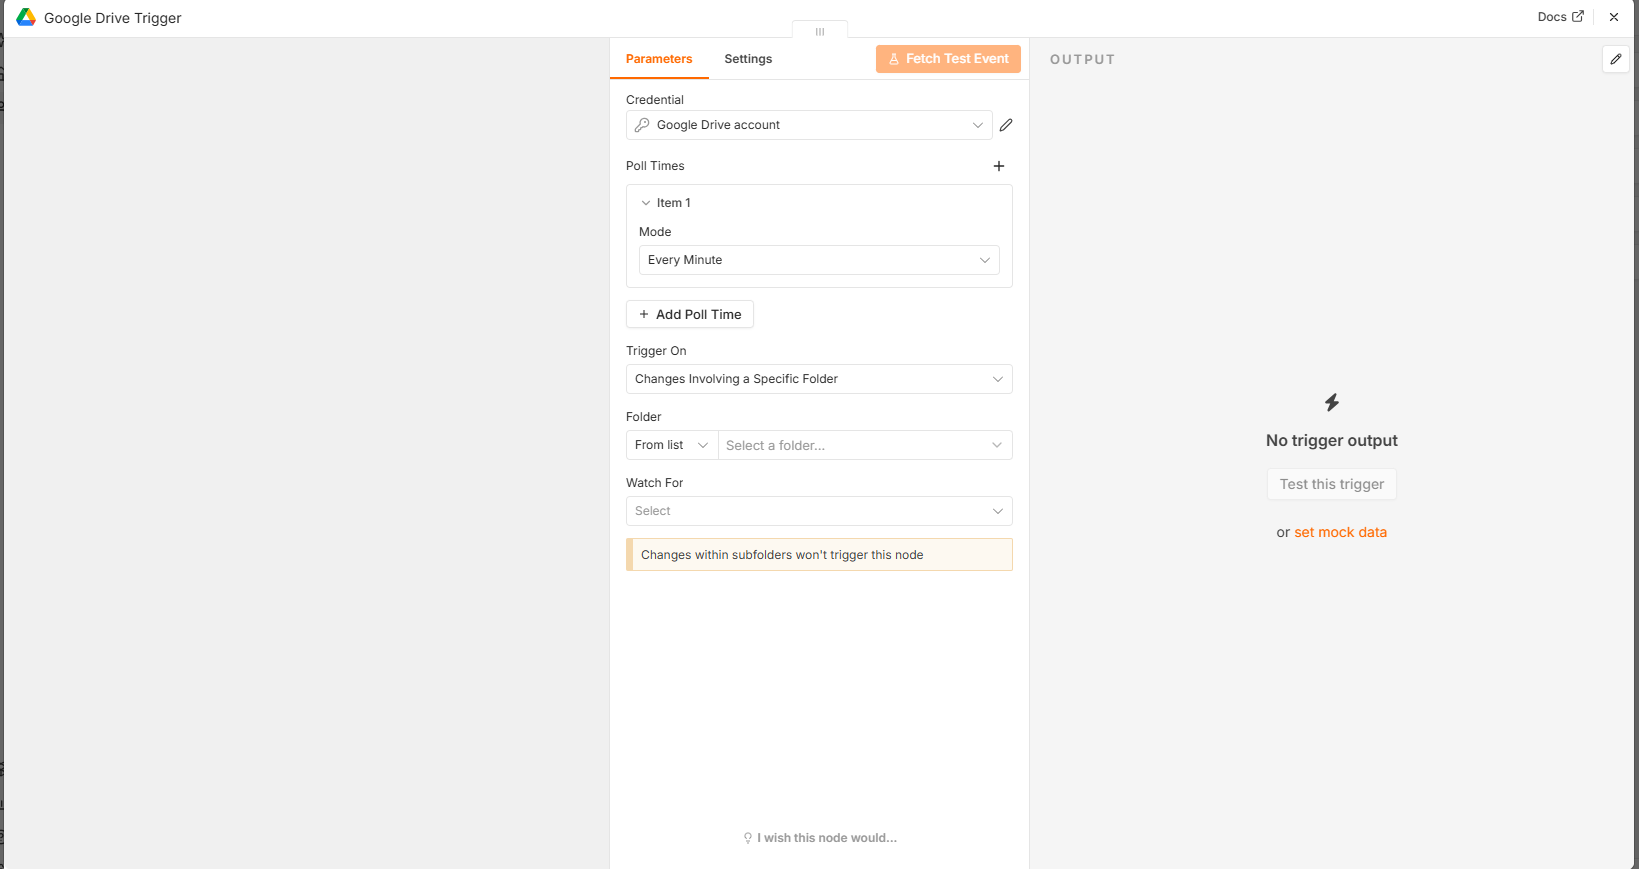 Google Drive Trigger
Docs
Parameters
Settings
Fetch Test Event
OUTPUT
Credential
Google Drive account
Poll Times
Item 1
Mode
Every Minute
Add Poll Time
Trigger On
Changes Involving a Specific Folder
Folder
From list
Select a folder...
Watch For
Select
Changes within subfolders won't trigger this node
No trigger output
Test this trigger
or set mock data
I wish this node would...